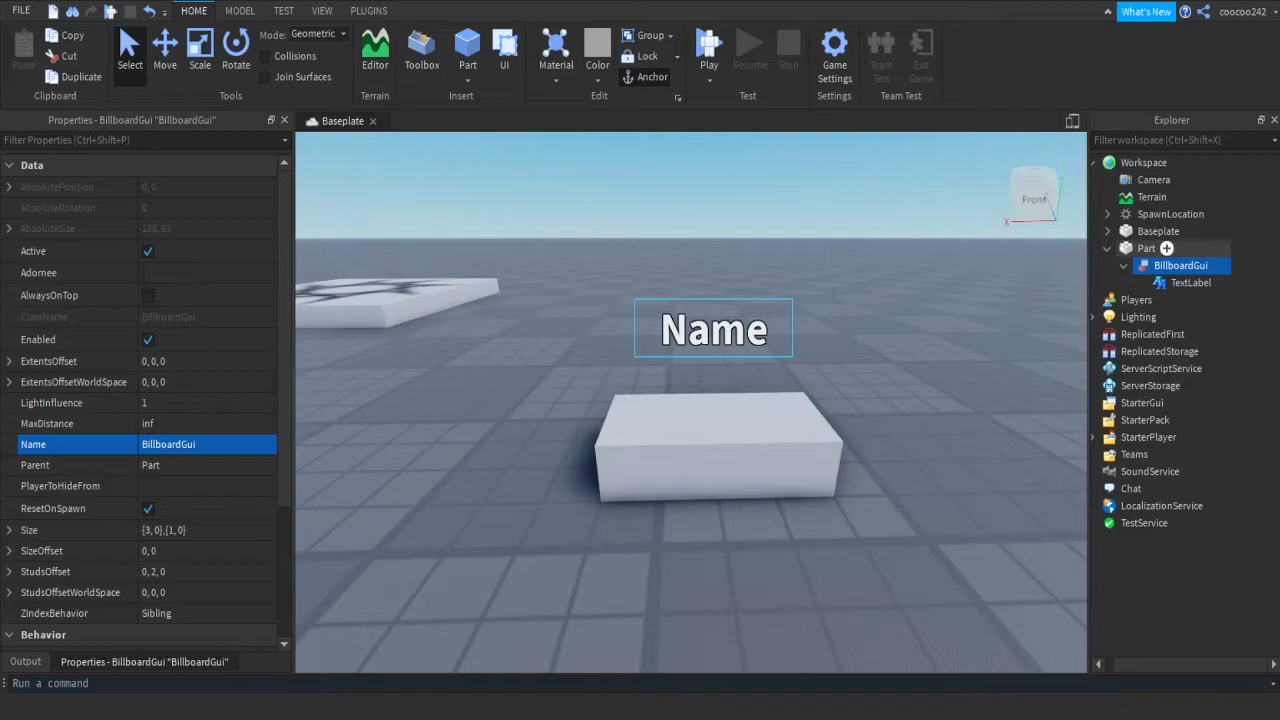 FILE HOME MODEL TEST VIEW PLUGINS What's New coocoo242
Paste Copy Cut Duplicate Clipboard
Select Move Scale Rotate Mode: Geometric Collisions Join Surfaces Tools
Editor Terrain
Toolbox Part UI Insert
Material Color Group Lock Anchor Edit
Play Resume Stop Test
Game Settings Settings
Team Test Exit Game Team Test
Properties - BillboardGui "BillboardGui"
Filter Properties (Ctrl+Shift+P)
Data
AbsolutePosition 0, 0
AbsoluteRotation 0
AbsoluteSize 188, 63
Active
Adornee
AlwaysOnTop
ClassName BillboardGui
Enabled
ExtentsOffset 0, 0, 0
ExtentsOffsetWorldSpace 0, 0, 0
LightInfluence 1
MaxDistance inf
Name BillboardGui
Parent Part
PlayerToHideFrom
ResetOnSpawn
Size {3, 0},{1, 0}
SizeOffset 0, 0
StudsOffset 0, 2, 0
StudsOffsetWorldSpace 0, 0, 0
ZIndexBehavior Sibling
Behavior
Output Properties - BillboardGui "BillboardGui"
Run a command
Baseplate
Front
X
Name
Explorer
Filter workspace (Ctrl+Shift+X)
Workspace
Camera
Terrain
SpawnLocation
Baseplate
Part
BillboardGui
TextLabel
Players
Lighting
ReplicatedFirst
ReplicatedStorage
ServerScriptService
ServerStorage
StarterGui
StarterPack
StarterPlayer
Teams
SoundService
Chat
LocalizationService
TestService